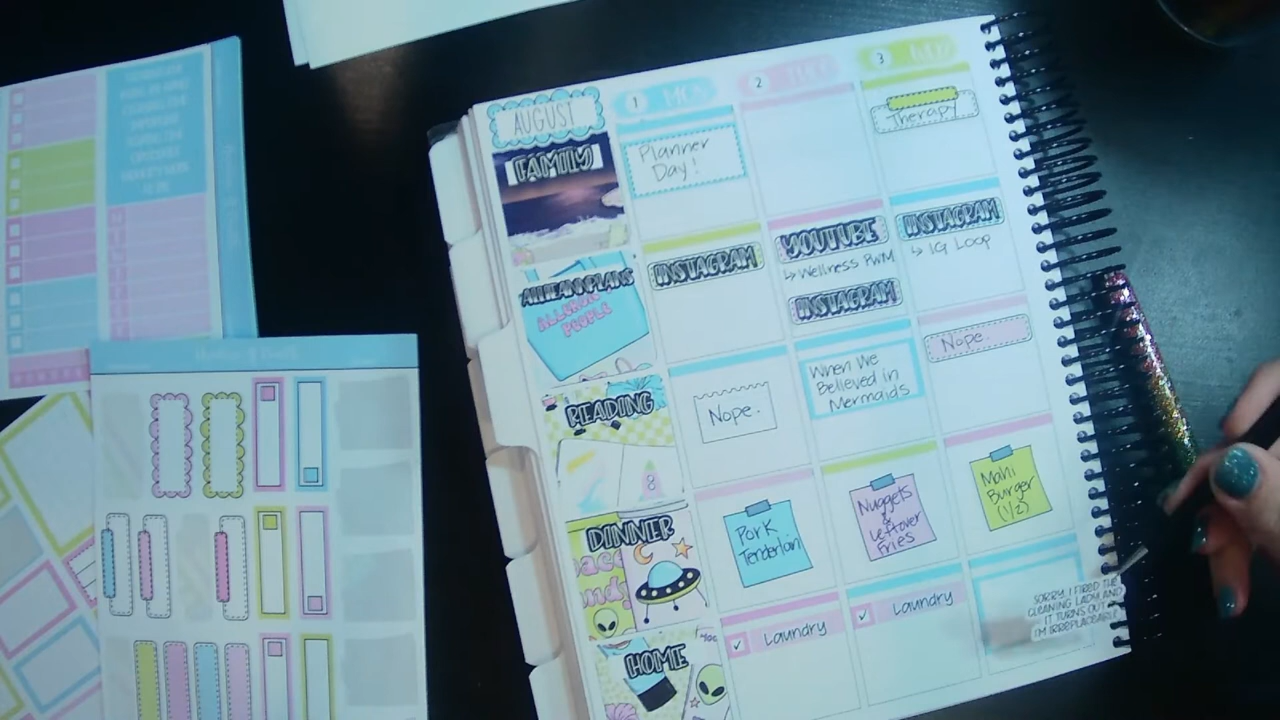 AUGUST
1
2
3
FAMILY
Planner
Day!
Therapy
ALLIEANNPLANS
INSTAGRAM
YOUTUBE
↳ Wellness PWM
INSTAGRAM
INSTAGRAM
↳ IG Loop
READING
8
Nope.
When We
Believed in
Mermaids
Nope.
DINNER
Pork
Tenderloin
Nuggets
&
Leftover
Fries
Mahi
Burger
(1/2)
HOME
Laundry
Laundry
SORRY, I FIRED THE
CLEANING LADY AND
IT TURNS OUT
I'M IRREPLACEABLE